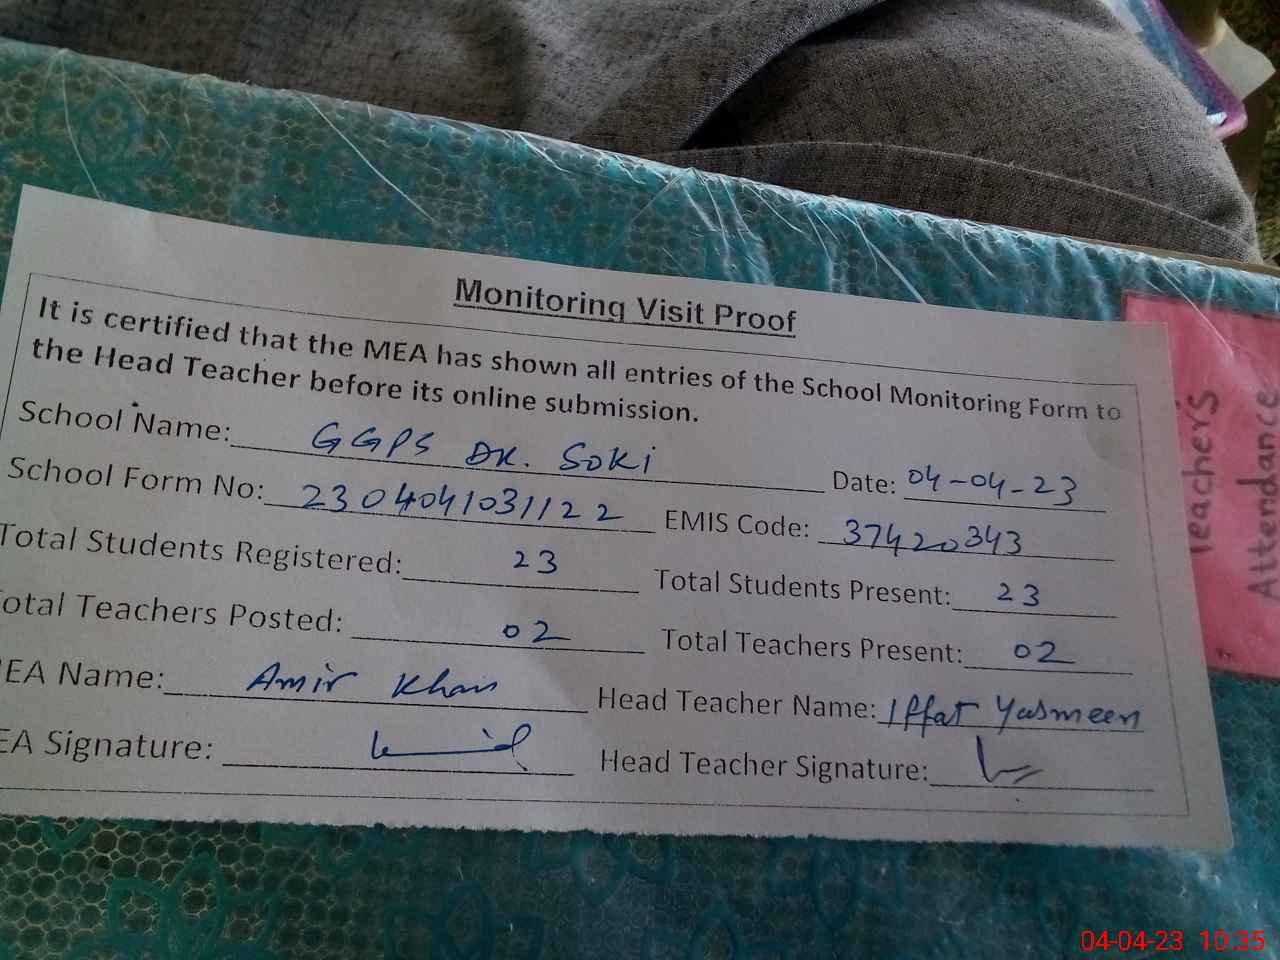 Monitoring Visit Proof
It is certified that the MEA has shown all entries of the School Monitoring Form to
the Head Teacher before its online submission.
School Name: GGPS DK. Soki Date: 04-04-23
School Form No: 2304041031122 EMIS Code: 37420343
Total Students Registered: 23 Total Students Present: 23
otal Teachers Posted: 02 Total Teachers Present: 02
EA Name: Amir Khan Head Teacher Name: Iffat Yasmeen
EA Signature: Head Teacher Signature:
Teacher's
Attendance
04-04-23 10:35